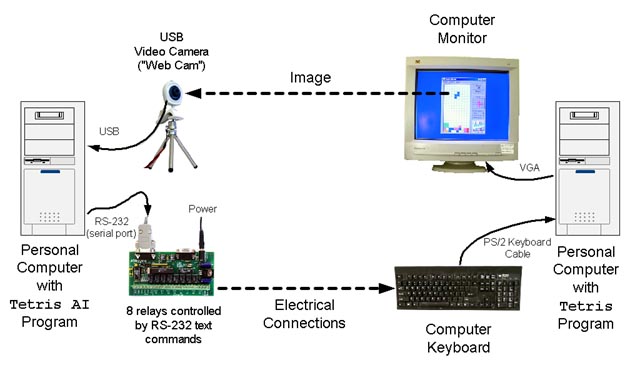 USB
Video Camera
("Web Cam")
Computer
Monitor
Image
USB
VGA
RS-232
(serial port)
Power
PS/2 Keyboard
Cable
Personal
Computer
with
Tetris AI
Program
8 relays controlled
by RS-232 text
commands
Electrical
Connections
Computer
Keyboard
Personal
Computer
with
Tetris
Program